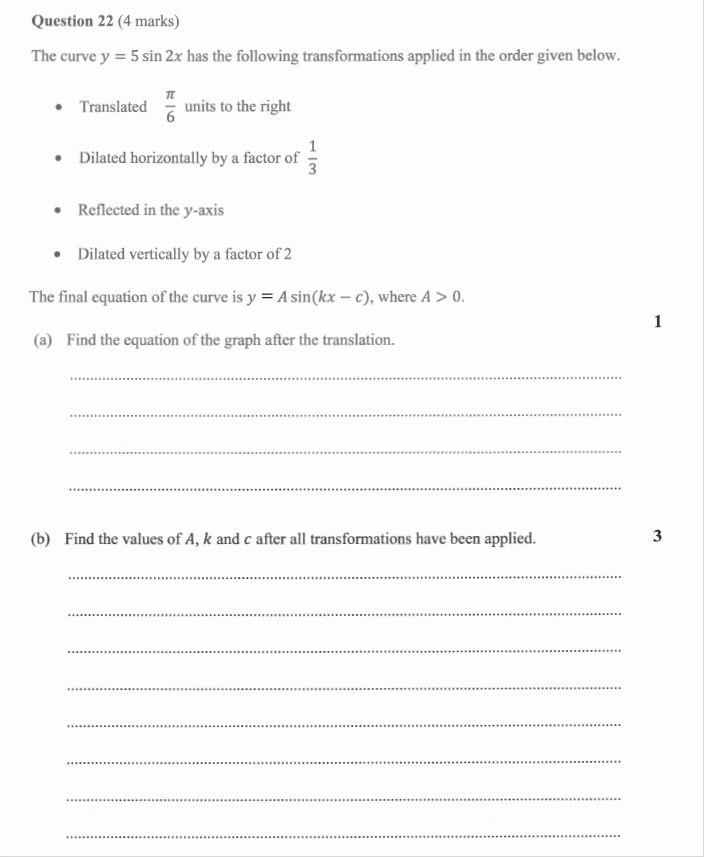 Question 22 (4 marks)
The curve y = 5 sin 2x has the following transformations applied in the order given below.
• Translated π/6 units to the right
• Dilated horizontally by a factor of 1/3
• Reflected in the y-axis
• Dilated vertically by a factor of 2
The final equation of the curve is y = A sin(kx − c), where A > 0.
1
(a) Find the equation of the graph after the translation.
(b) Find the values of A, k and c after all transformations have been applied. 3